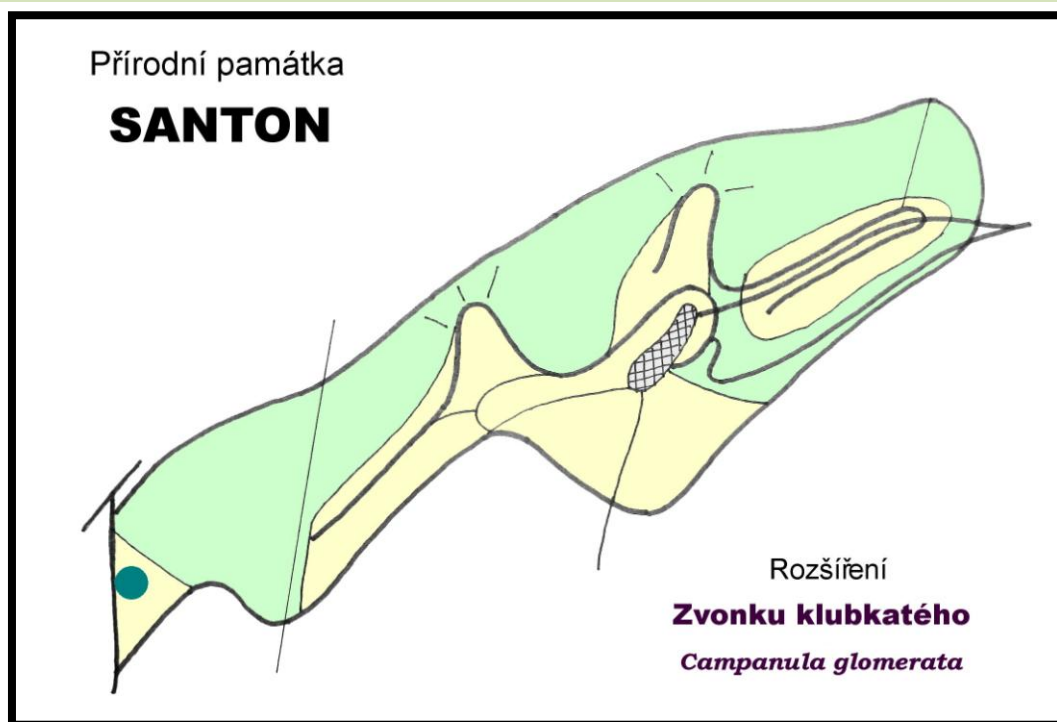 Přírodní památka
SANTON
Rozšíření
Zvonku klubkatého
Campanula glomerata